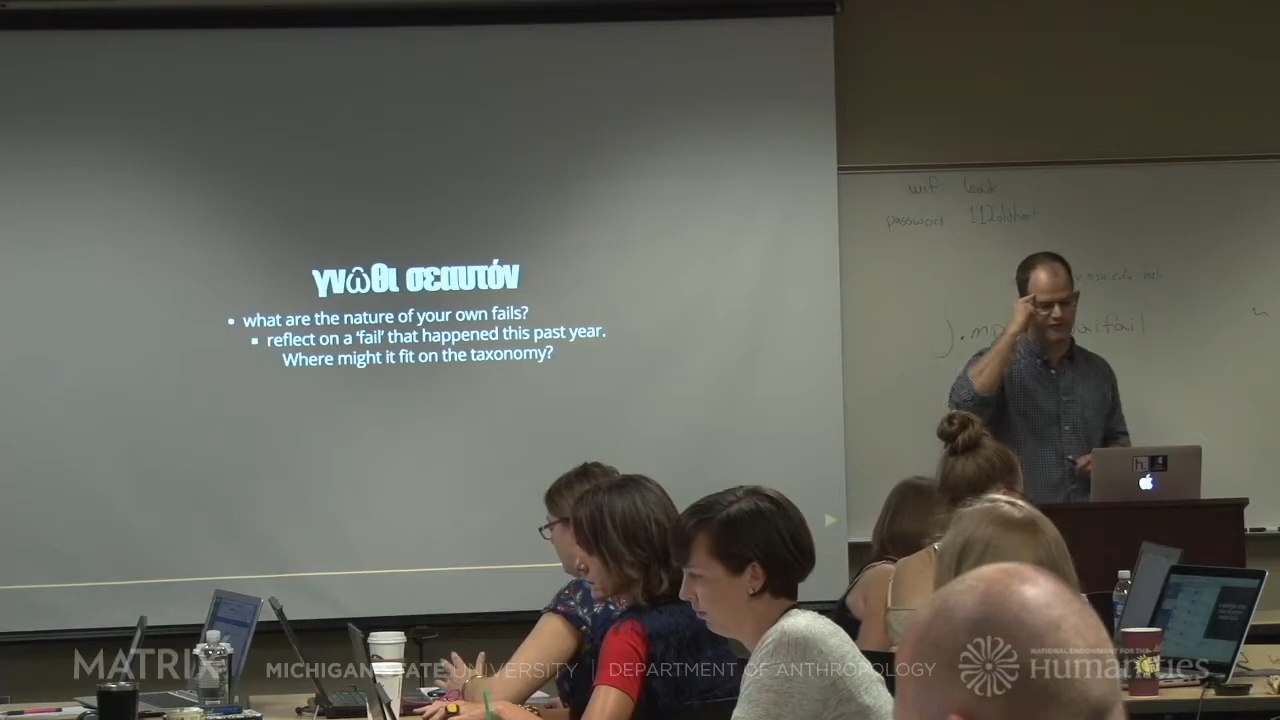 γνῶθι σεαυτόν
• what are the nature of your own fails?
▪ reflect on a 'fail' that happened this past year.
Where might it fit on the taxonomy?
wifi leadr
password
h.
MATRIX MICHIGAN STATE UNIVERSITY | DEPARTMENT OF ANTHROPOLOGY
NATIONAL ENDOWMENT FOR THE
Humanities